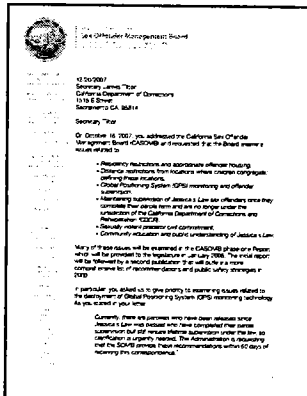 Sex Offender Management Board
12/20/2007
Secretary James Tilton
California Department of Corrections
1515 S Street
Sacramento CA 95814
Secretary Tilton
On October 16, 2007, you addressed the California Sex Offender
Management Board (CASOMB) and requested that the Board examine
issues related to
• Residency restrictions and appropriate offender housing.
• Distance restrictions from locations where children congregate;
defining these locations.
• Global Positioning System (GPS) monitoring and offender
supervision.
• Maintaining supervision of Jessica's Law sex offenders once they
complete their parole term and are no longer under the
jurisdiction of the California Department of Corrections and
Rehabilitation (CDCR).
• Sexually violent predator civil commitment.
• Community education and public understanding of Jessica's Law
Many of these issues will be examined in the CASOMB phase one Report
which will be provided to the legislature in January 2008. The initial report
will be followed by a second publication that will outline a more
comprehensive list of recommendations and public safety strategies in
2009
In particular you asked us to give priority to examining issues related to
the deployment of Global Positioning System (GPS) monitoring technology
As you stated in your letter
Currently, there are parolees who have been released since
Jessica's Law was passed who have completed their parole
supervision but still require lifetime supervision under the law, so
clarification is urgently needed. The Administration is requesting
that the SOMB provide these recommendations within 60 days of
receiving this correspondence."